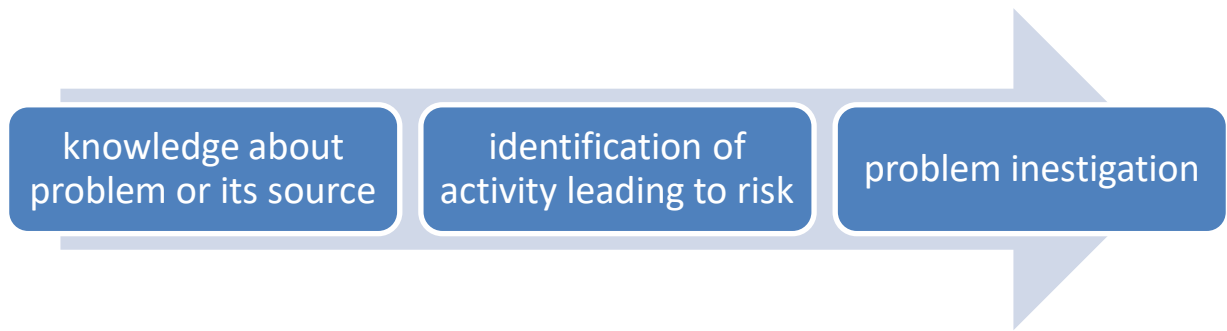 knowledge about
problem or its source
identification of
activity leading to risk
problem inestigation